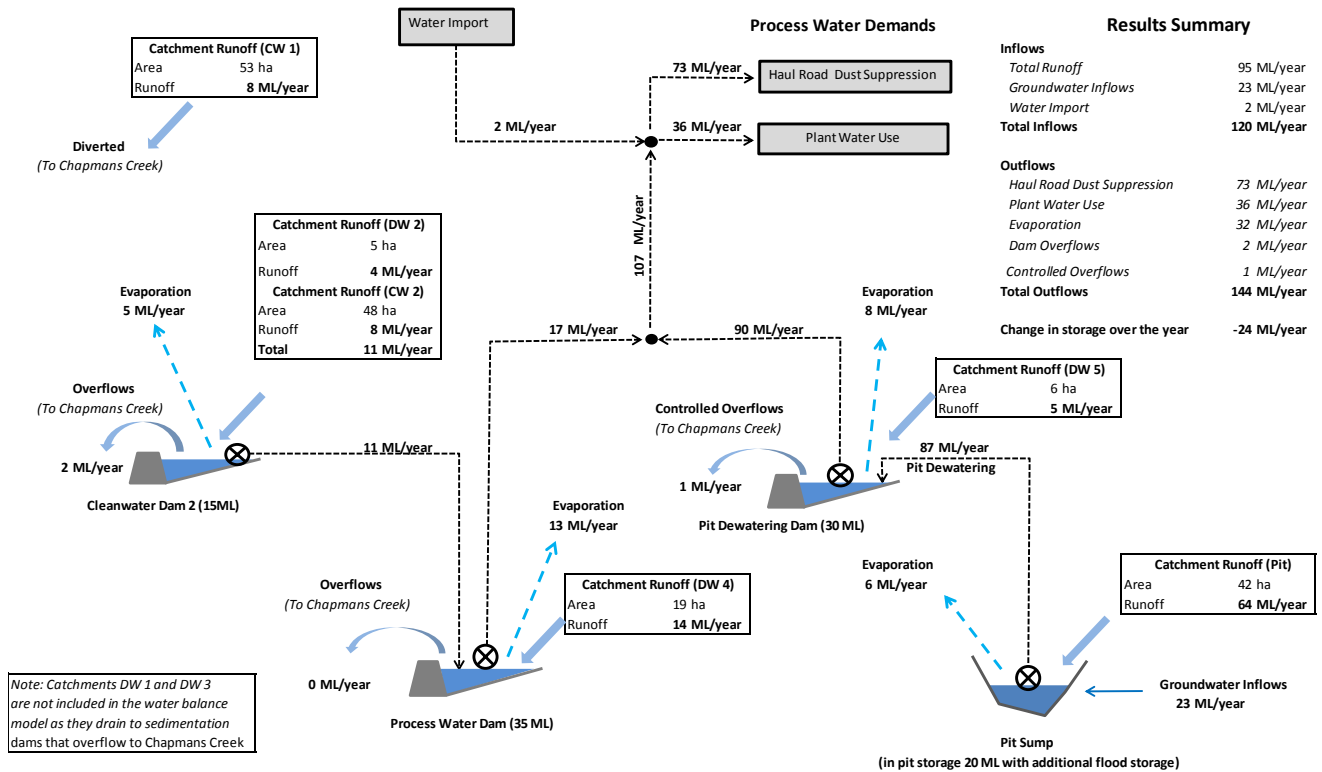 Water Import
Process Water Demands
Results Summary
Catchment Runoff (CW 1)
Area 53 ha
Runoff 8 ML/year
Diverted
(To Chapmans Creek)
73 ML/year
Haul Road Dust Suppression
2 ML/year
36 ML/year
Plant Water Use
107 ML/year
Inflows
Total Runoff 95 ML/year
Groundwater Inflows 23 ML/year
Water Import 2 ML/year
Total Inflows 120 ML/year
Outflows
Haul Road Dust Suppression 73 ML/year
Plant Water Use 36 ML/year
Evaporation 32 ML/year
Dam Overflows 2 ML/year
Controlled Overflows 1 ML/year
Total Outflows 144 ML/year
Change in storage over the year -24 ML/year
Catchment Runoff (DW 2)
Area 5 ha
Runoff 4 ML/year
Catchment Runoff (CW 2)
Area 48 ha
Runoff 8 ML/year
Total 11 ML/year
Evaporation
5 ML/year
Overflows
(To Chapmans Creek)
2 ML/year
Cleanwater Dam 2 (15ML)
11 ML/year
17 ML/year
90 ML/year
Evaporation
8 ML/year
Catchment Runoff (DW 5)
Area 6 ha
Runoff 5 ML/year
Controlled Overflows
(To Chapmans Creek)
1 ML/year
Pit Dewatering Dam (30 ML)
87 ML/year
Pit Dewatering
Evaporation
13 ML/year
Overflows
(To Chapmans Creek)
0 ML/year
Process Water Dam (35 ML)
Catchment Runoff (DW 4)
Area 19 ha
Runoff 14 ML/year
Evaporation
6 ML/year
Catchment Runoff (Pit)
Area 42 ha
Runoff 64 ML/year
Groundwater Inflows
23 ML/year
Pit Sump
(in pit storage 20 ML with additional flood storage)
Note: Catchments DW 1 and DW 3
are not included in the water balance
model as they drain to sedimentation
dams that overflow to Chapmans Creek